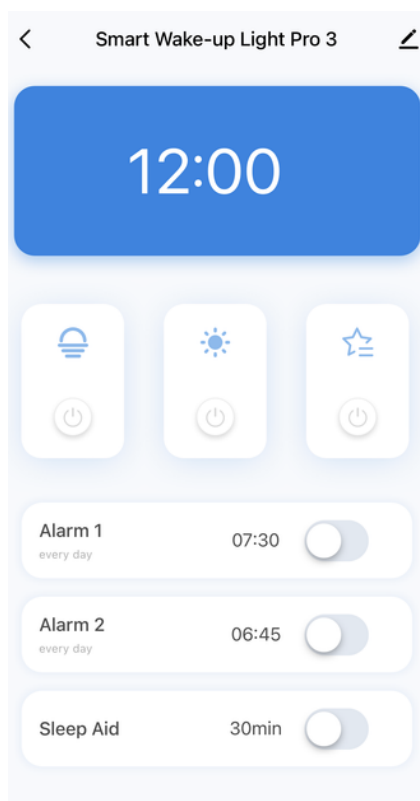 Smart Wake-up Light Pro 3
12:00
Alarm 1 07:30
every day
Alarm 2 06:45
every day
Sleep Aid 30min